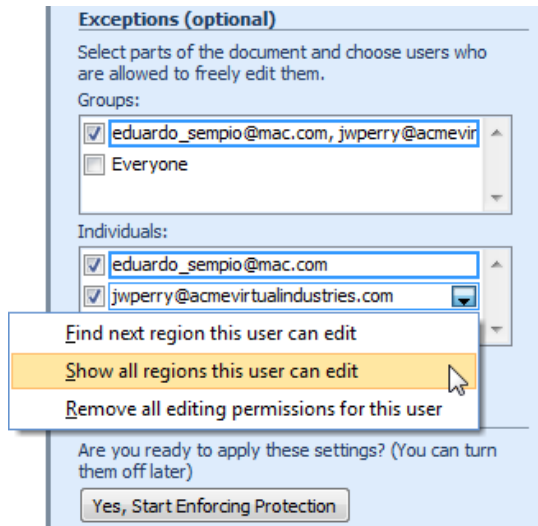 Exceptions (optional)
Select parts of the document and choose users who
are allowed to freely edit them.
Groups:
eduardo_sempio@mac.com, jwperry@acmevir
Everyone
Individuals:
eduardo_sempio@mac.com
jwperry@acmevirtualindustries.com
Find next region this user can edit
Show all regions this user can edit
Remove all editing permissions for this user
Are you ready to apply these settings? (You can turn
them off later)
Yes, Start Enforcing Protection